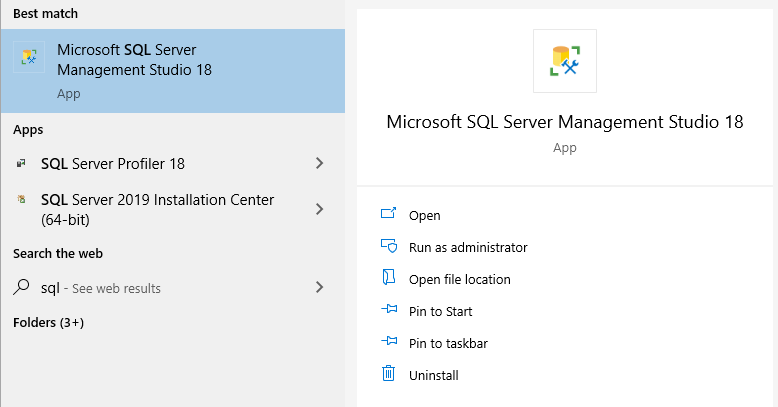 Best match
Microsoft SQL Server
Management Studio 18
App
Apps
SQL Server Profiler 18
SQL Server 2019 Installation Center
(64-bit)
Search the web
sql - See web results
Folders (3+)
Microsoft SQL Server Management Studio 18
App
Open
Run as administrator
Open file location
Pin to Start
Pin to taskbar
Uninstall